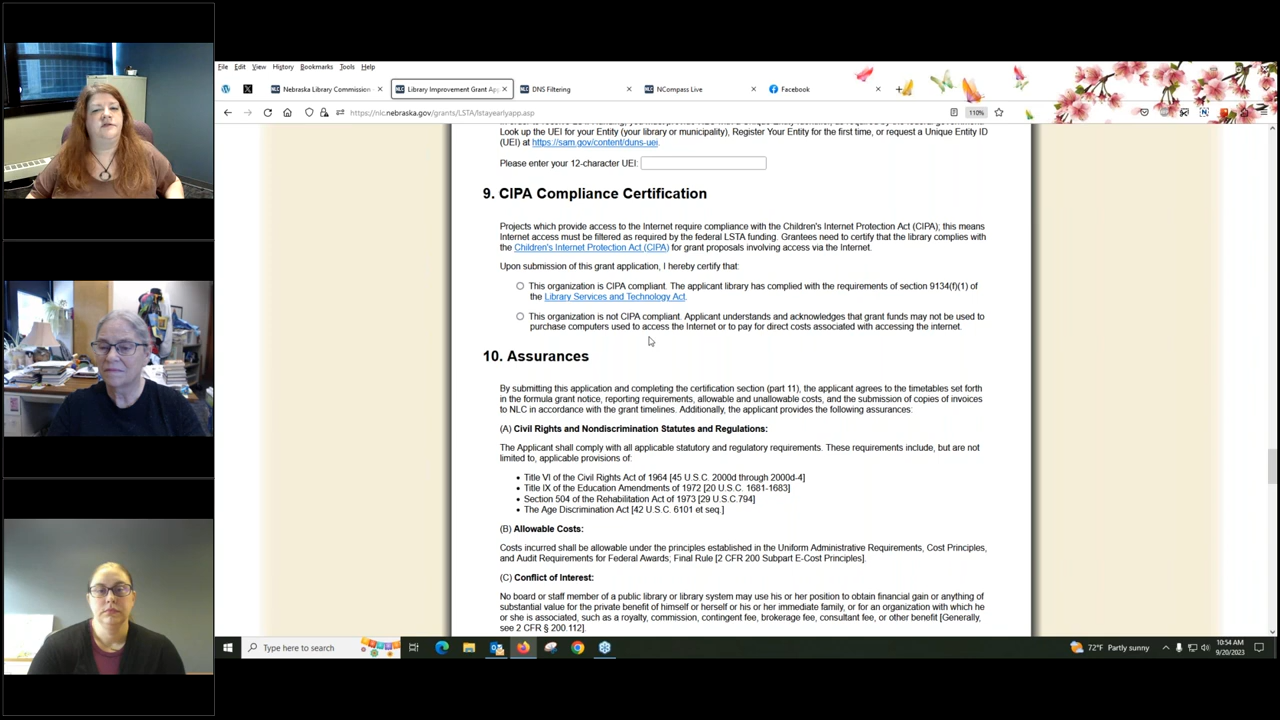 File Edit View History Bookmarks Tools Help
Nebraska Library Commission -
Library Improvement Grant App
DNS Filtering
NCompass Live
Facebook
https://nlc.nebraska.gov/grants/LSTA/lstayearlyapp.asp
110%
Look up the UEI for your Entity (your library or municipality), Register Your Entity for the first time, or request a Unique Entity ID
(UEI) at https://sam.gov/content/duns-uei.
Please enter your 12-character UEI:
9. CIPA Compliance Certification
Projects which provide access to the Internet require compliance with the Children's Internet Protection Act (CIPA); this means
Internet access must be filtered as required by the federal LSTA funding. Grantees need to certify that the library complies with
the Children's Internet Protection Act (CIPA) for grant proposals involving access via the Internet.
Upon submission of this grant application, I hereby certify that:
This organization is CIPA compliant. The applicant library has complied with the requirements of section 9134(f)(1) of
the Library Services and Technology Act.
This organization is not CIPA compliant. Applicant understands and acknowledges that grant funds may not be used to
purchase computers used to access the Internet or to pay for direct costs associated with accessing the internet.
10. Assurances
By submitting this application and completing the certification section (part 11), the applicant agrees to the timetables set forth
in the formula grant notice, reporting requirements, allowable and unallowable costs, and the submission of copies of invoices
to NLC in accordance with the grant timelines. Additionally, the applicant provides the following assurances:
(A) Civil Rights and Nondiscrimination Statutes and Regulations:
The Applicant shall comply with all applicable statutory and regulatory requirements. These requirements include, but are not
limited to, applicable provisions of:
• Title VI of the Civil Rights Act of 1964 [45 U.S.C. 2000d through 2000d-4]
• Title IX of the Education Amendments of 1972 [20 U.S.C. 1681-1683]
• Section 504 of the Rehabilitation Act of 1973 [29 U.S.C.794]
• The Age Discrimination Act [42 U.S.C. 6101 et seq.]
(B) Allowable Costs:
Costs incurred shall be allowable under the principles established in the Uniform Administrative Requirements, Cost Principles,
and Audit Requirements for Federal Awards; Final Rule [2 CFR 200 Subpart E-Cost Principles].
(C) Conflict of Interest:
No board or staff member of a public library or library system may use his or her position to obtain financial gain or anything of
substantial value for the private benefit of himself or herself or his or her immediate family, or for an organization with which he
or she is associated, such as a royalty, commission, contingent fee, brokerage fee, consultant fee, or other benefit [Generally,
see 2 CFR § 200.112].
Type here to search
72°F Partly sunny
10:54 AM
9/20/2023